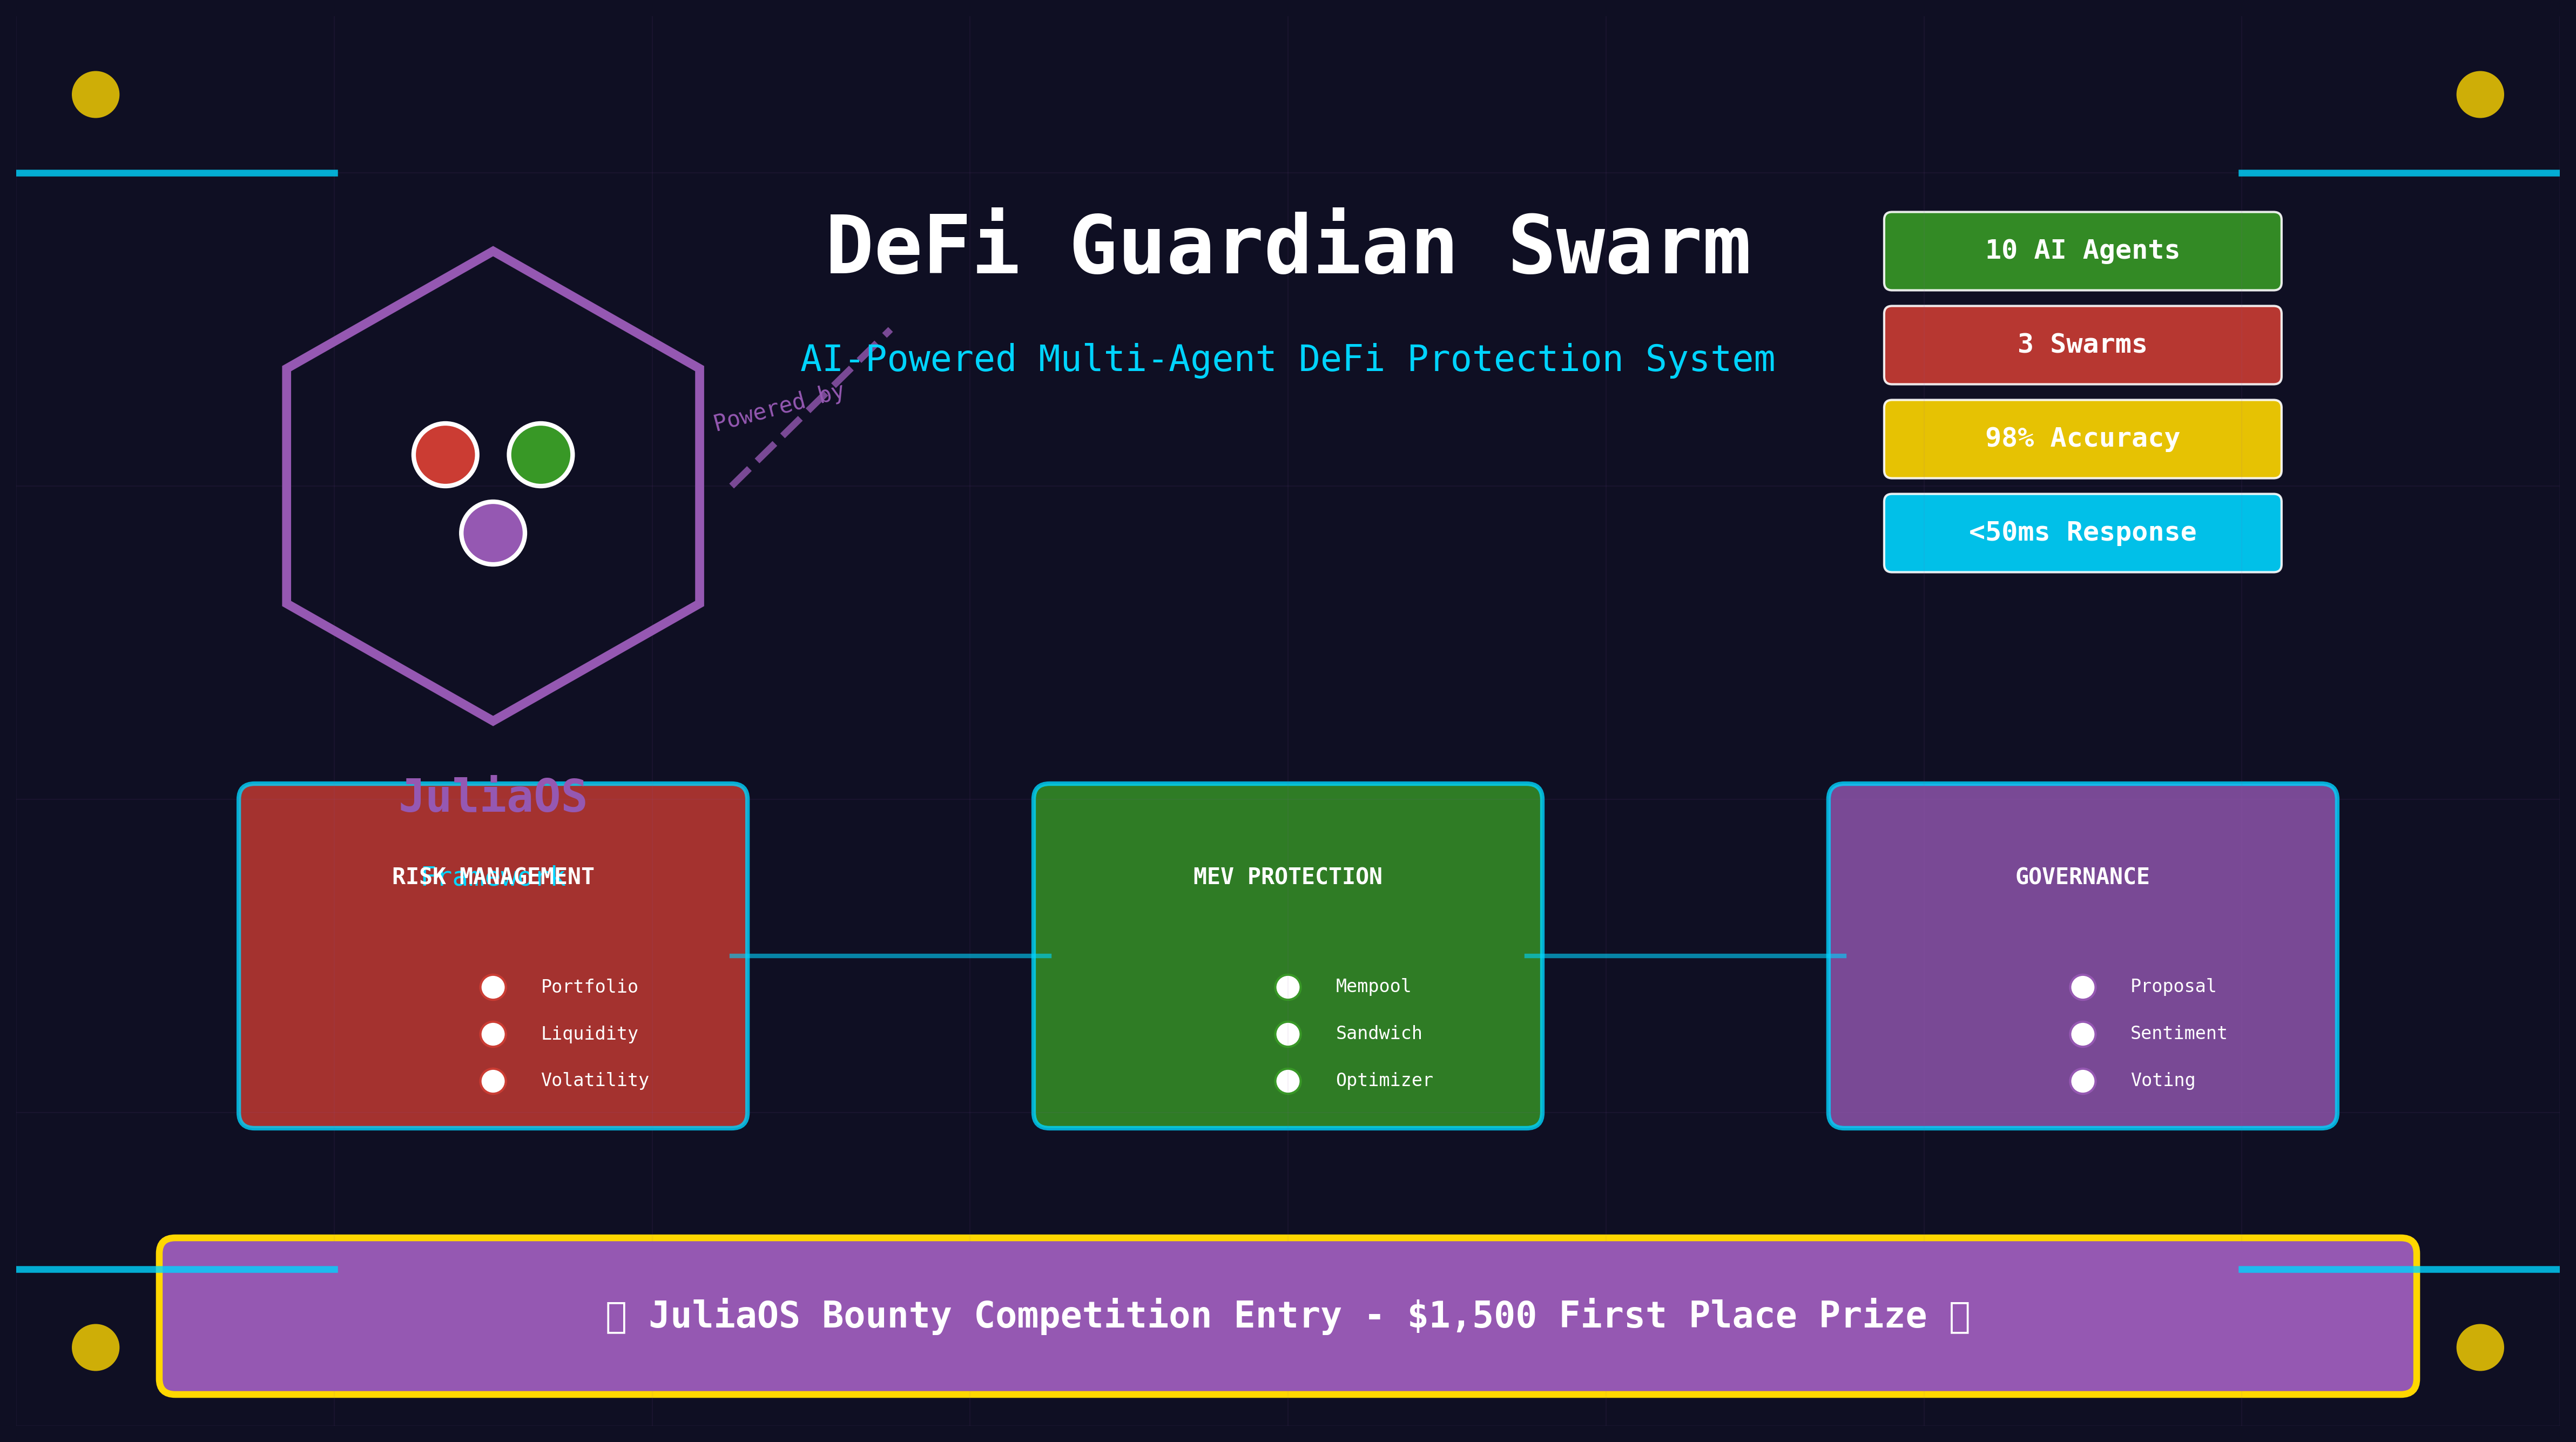 DeFi Guardian Swarm
AI-Powered Multi-Agent DeFi Protection System
Powered by
10 AI Agents
3 Swarms
98% Accuracy
<50ms Response
JuliaOS
Framework
RISK MANAGEMENT
Portfolio
Liquidity
Volatility
MEV PROTECTION
Mempool
Sandwich
Optimizer
GOVERNANCE
Proposal
Sentiment
Voting
JuliaOS Bounty Competition Entry - $1,500 First Place Prize